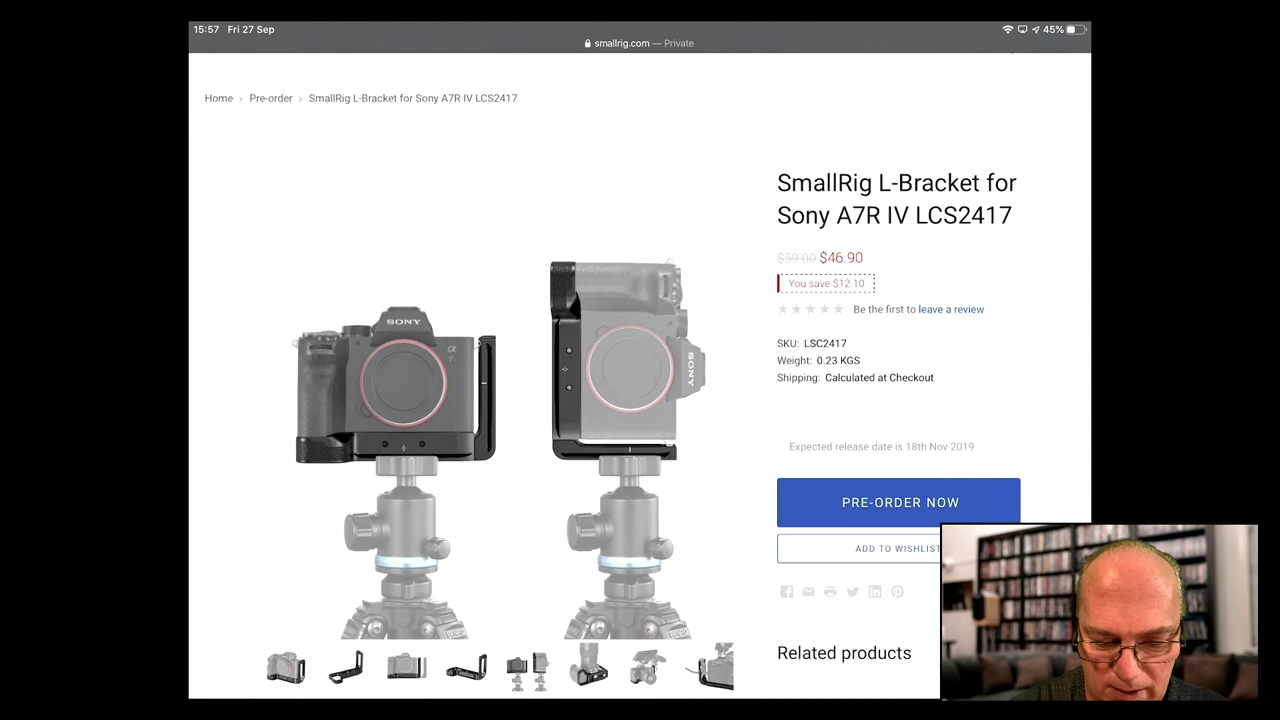 15:57 Fri 27 Sep
45%
smallrig.com — Private
Home › Pre-order › SmallRig L-Bracket for Sony A7R IV LCS2417
SmallRig L-Bracket for
Sony A7R IV LCS2417
$59.00 $46.90
You save $12.10
Be the first to leave a review
SKU: LSC2417
Weight: 0.23 KGS
Shipping: Calculated at Checkout
Expected release date is 18th Nov 2019
PRE-ORDER NOW
ADD TO WISHLIST
Related products
SONY
α
7
SONY